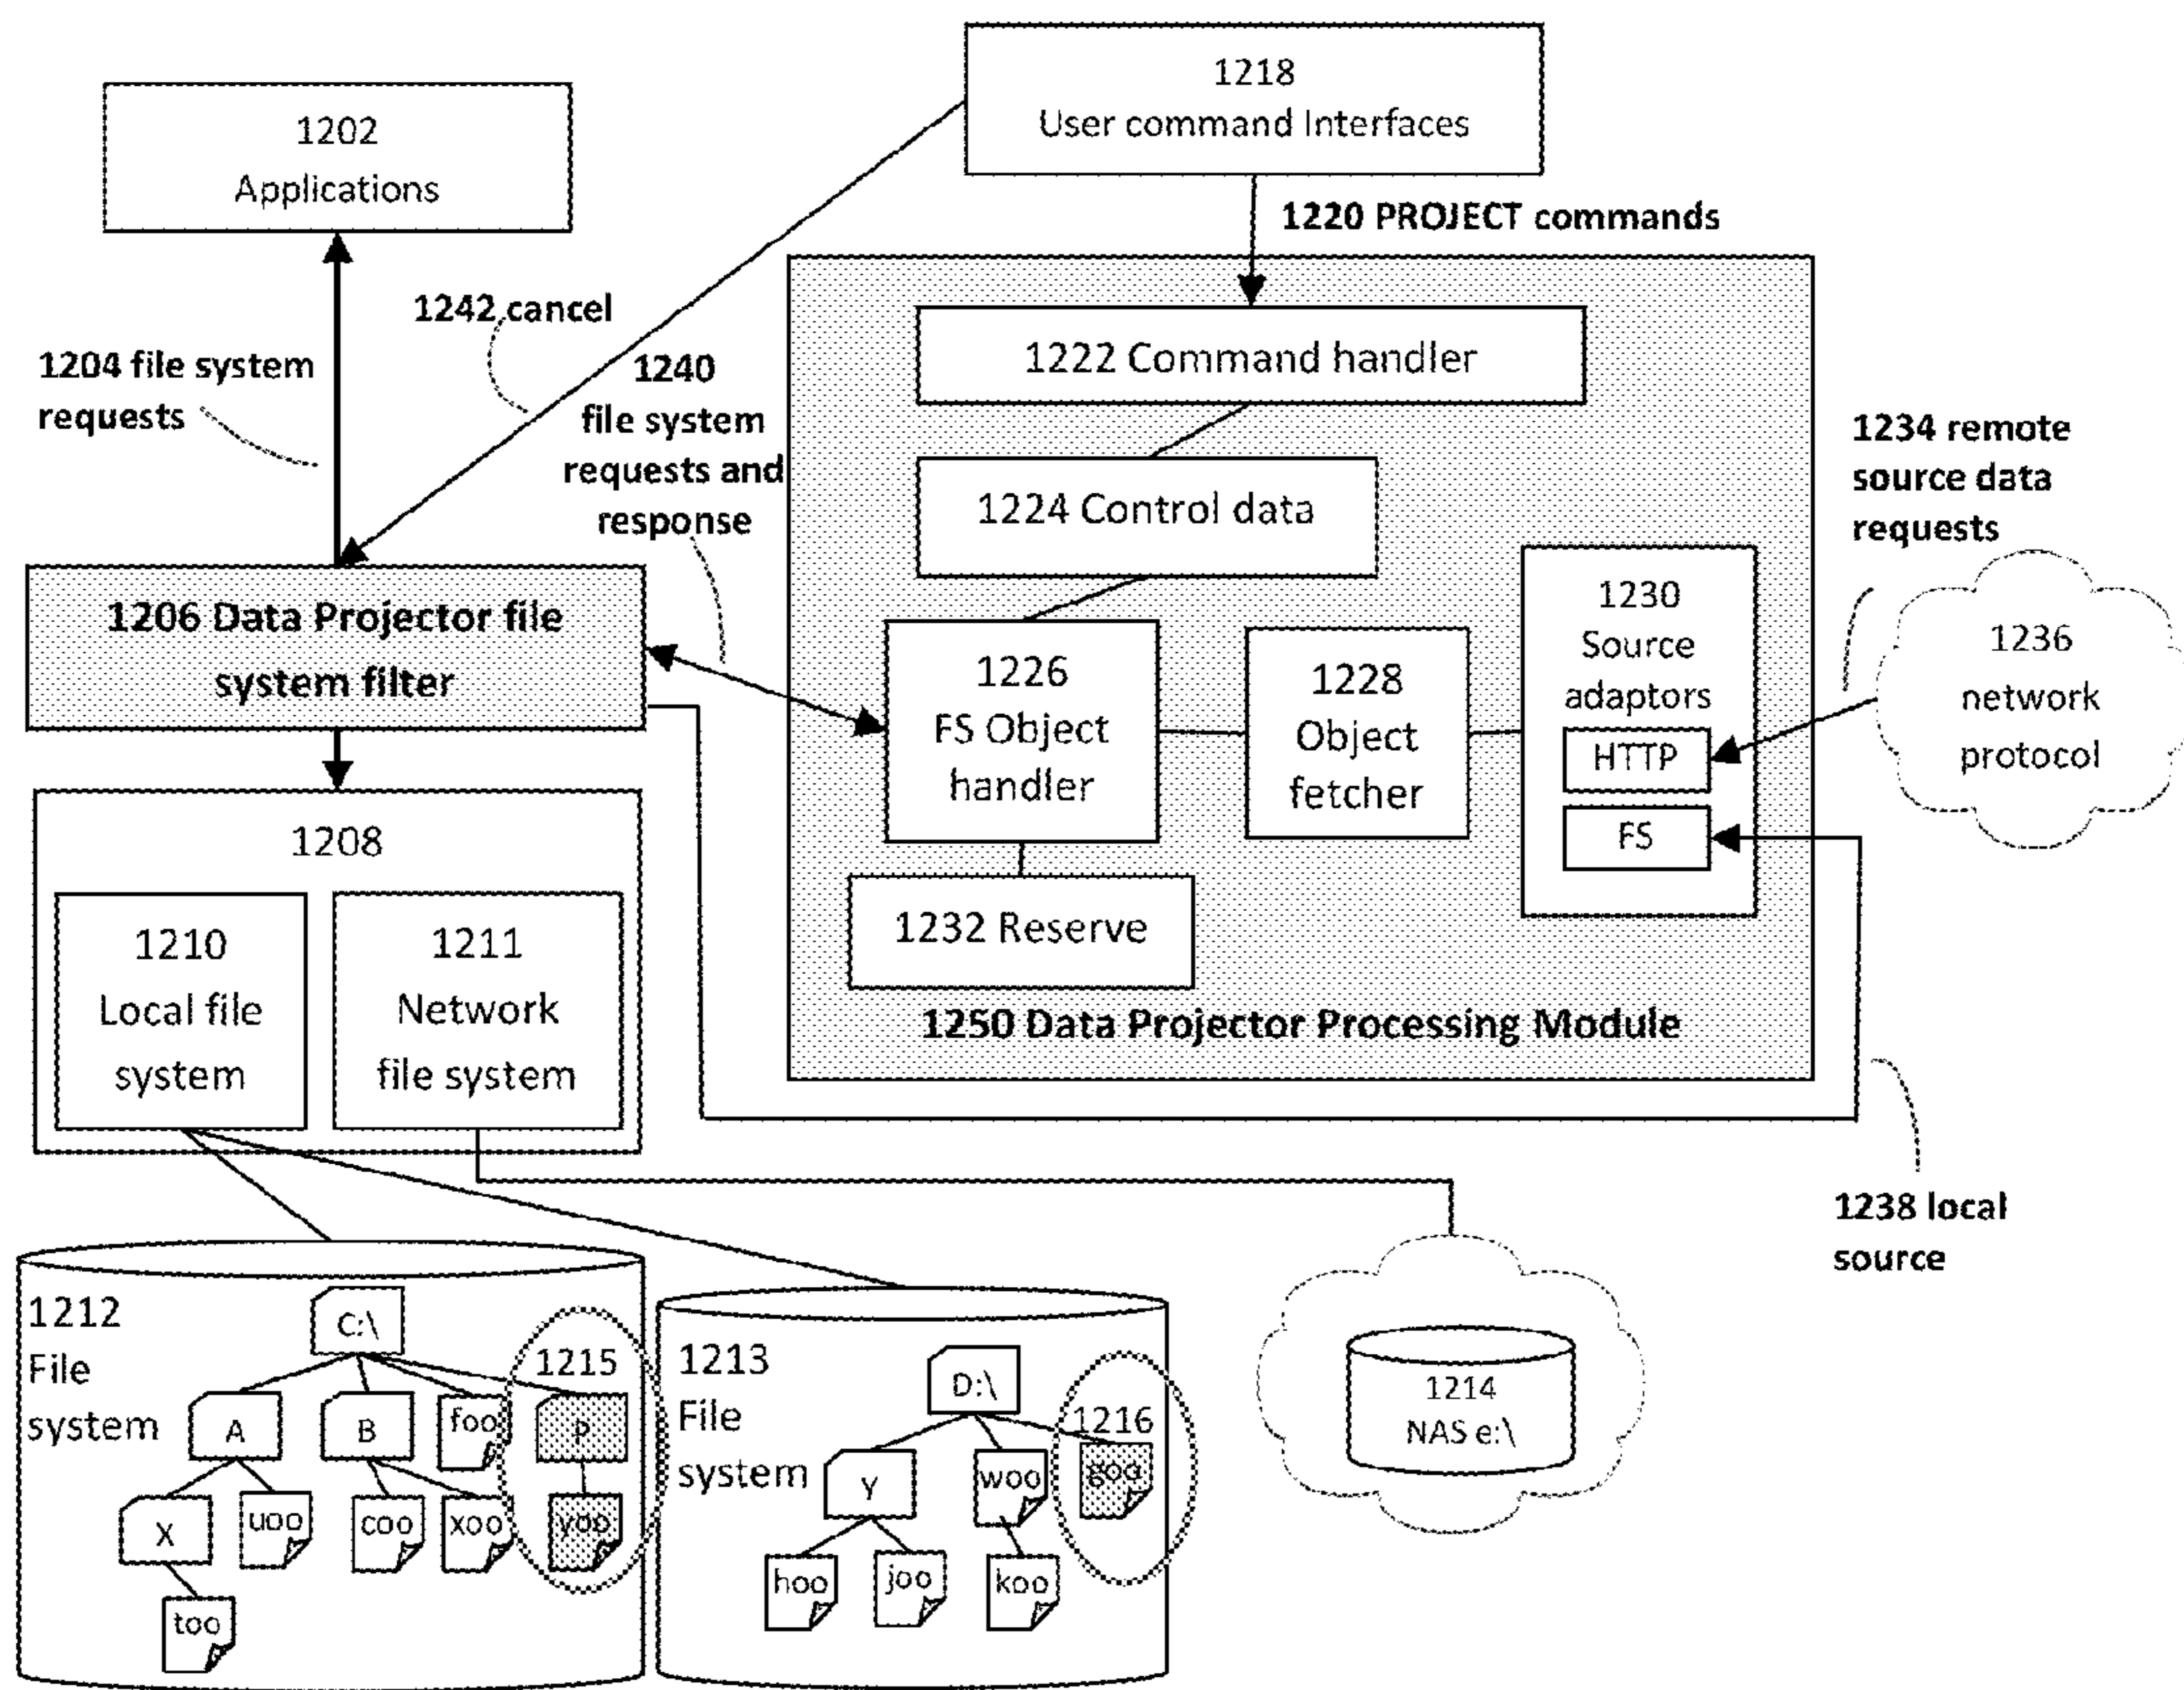 1202
Applications
1218
User command Interfaces
1220 PROJECT commands
1242 cancel
1204 file system
requests
1240
file system
requests and
response
1222 Command handler
1224 Control data
1234 remote
source data
requests
1206 Data Projector file
system filter
1226
FS Object
handler
1228
Object
fetcher
1230
Source
adaptors
HTTP
FS
1236
network
protocol
1232 Reserve
1250 Data Projector Processing Module
1208
1210
Local file
system
1211
Network
file system
1238 local
source
1212
File
system
C:\
1215
A
B
foo
P
X
uoo
coo
xoo
yoo
too
1213
File
system
D:\
1216
Y
woo
goo
hoo
joo
koo
1214
NAS e:\